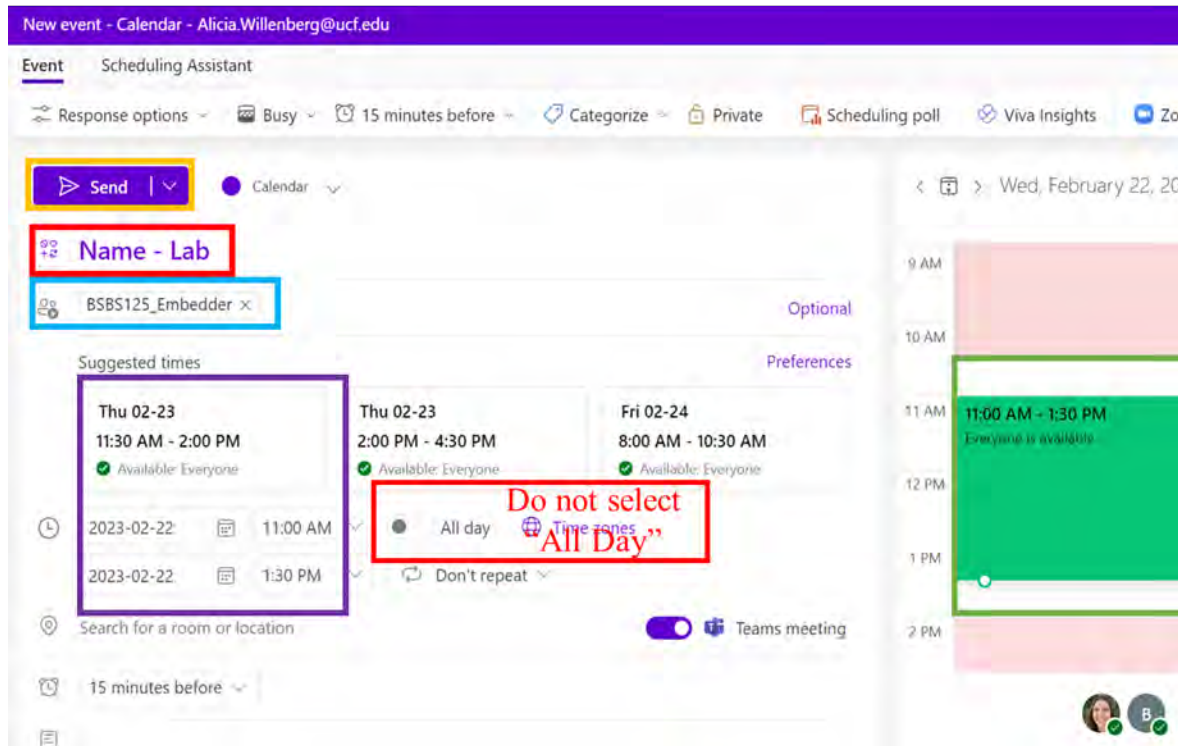 New event - Calendar - Alicia.Willenberg@ucf.edu
Event Scheduling Assistant
Response options Busy 15 minutes before Categorize Private Scheduling poll Viva Insights Zo
Send Calendar Wed, February 22, 20
Name - Lab
BSBS125_Embedder ×
Optional
Suggested times Preferences
Thu 02-23 Thu 02-23 Fri 02-24
11:30 AM - 2:00 PM 2:00 PM - 4:30 PM 8:00 AM - 10:30 AM
Available: Everyone Available: Everyone Available: Everyone
Do not select
"All Day"
2023-02-22 11:00 AM All day Time zones
2023-02-22 1:30 PM Don't repeat
Search for a room or location Teams meeting
15 minutes before
9 AM
10 AM
11 AM 11:00 AM - 1:30 PM
Everyone is available
12 PM
1 PM
2 PM
B